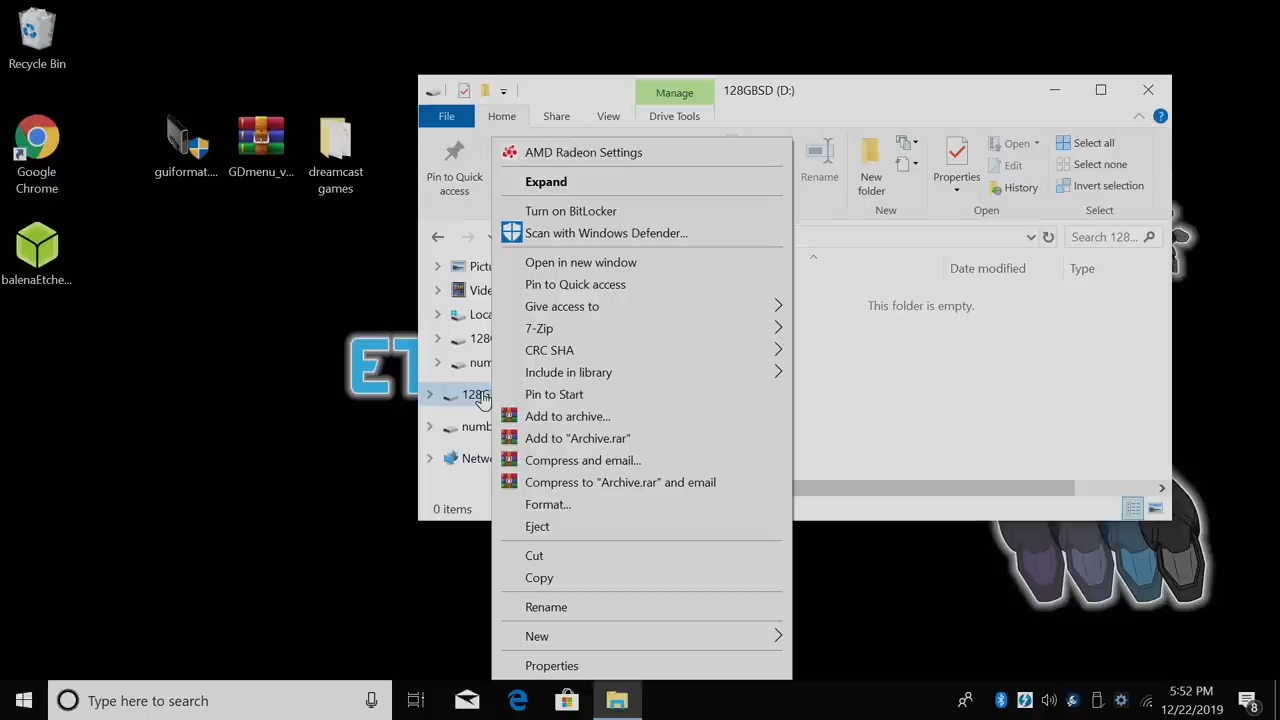 Recycle Bin
Google
Chrome
balenaEtche...
guiformat....
GDmenu_v...
dreamcast
games
ET
Manage
128GBSD (D:)
File
Home
Share
View
Drive Tools
Pin to Quick
access
Rename
New
folder
New
Properties
Open
Edit
History
Open
Select all
Select none
Invert selection
Select
Search 128...
Pictu
Vide
Loca
128
num
128G
numb
Netwo
0 items
Date modified
Type
This folder is empty.
AMD Radeon Settings
Expand
Turn on BitLocker
Scan with Windows Defender...
Open in new window
Pin to Quick access
Give access to
7-Zip
CRC SHA
Include in library
Pin to Start
Add to archive...
Add to "Archive.rar"
Compress and email...
Compress to "Archive.rar" and email
Format...
Eject
Cut
Copy
Rename
New
Properties
Type here to search
5:52 PM
12/22/2019
8